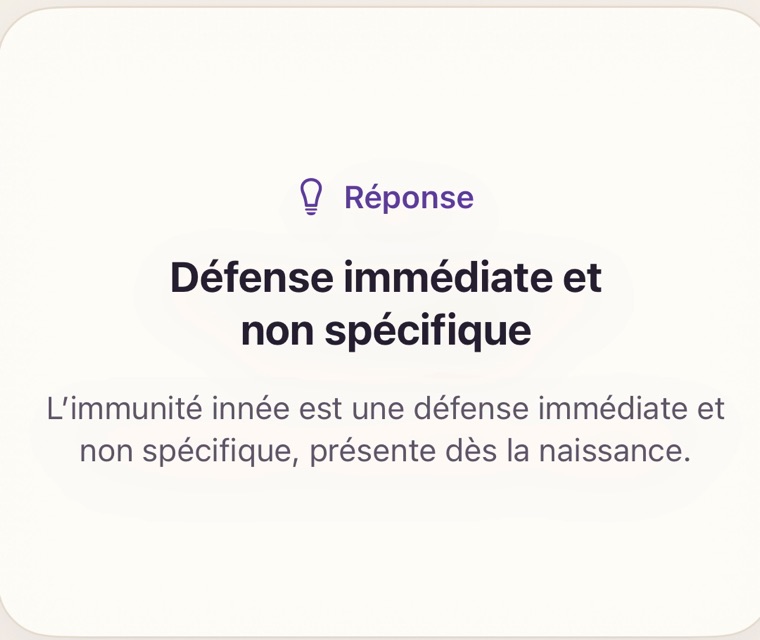 Réponse
Défense immédiate et
non spécifique
L’immunité innée est une défense immédiate et
non spécifique, présente dès la naissance.